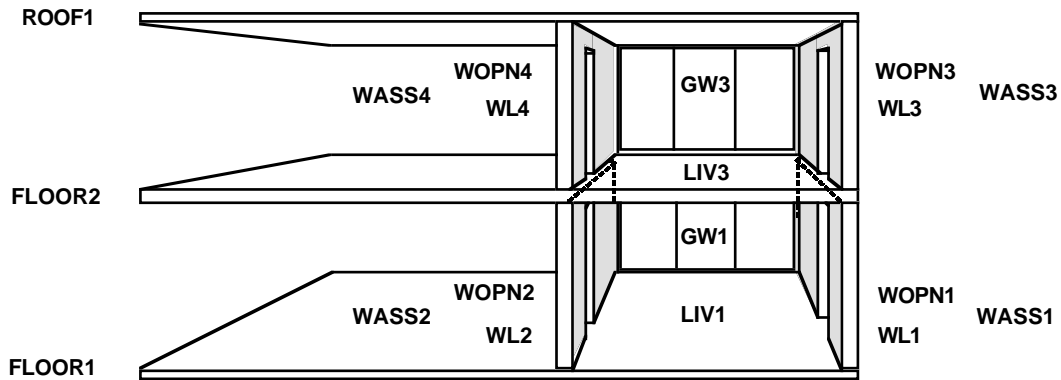 ROOF1
WOPN4
GW3
WOPN3
WASS4
WASS3
WL4
WL3
LIV3
FLOOR2
GW1
WOPN2
WOPN1
WASS2
LIV1
WASS1
WL2
WL1
FLOOR1